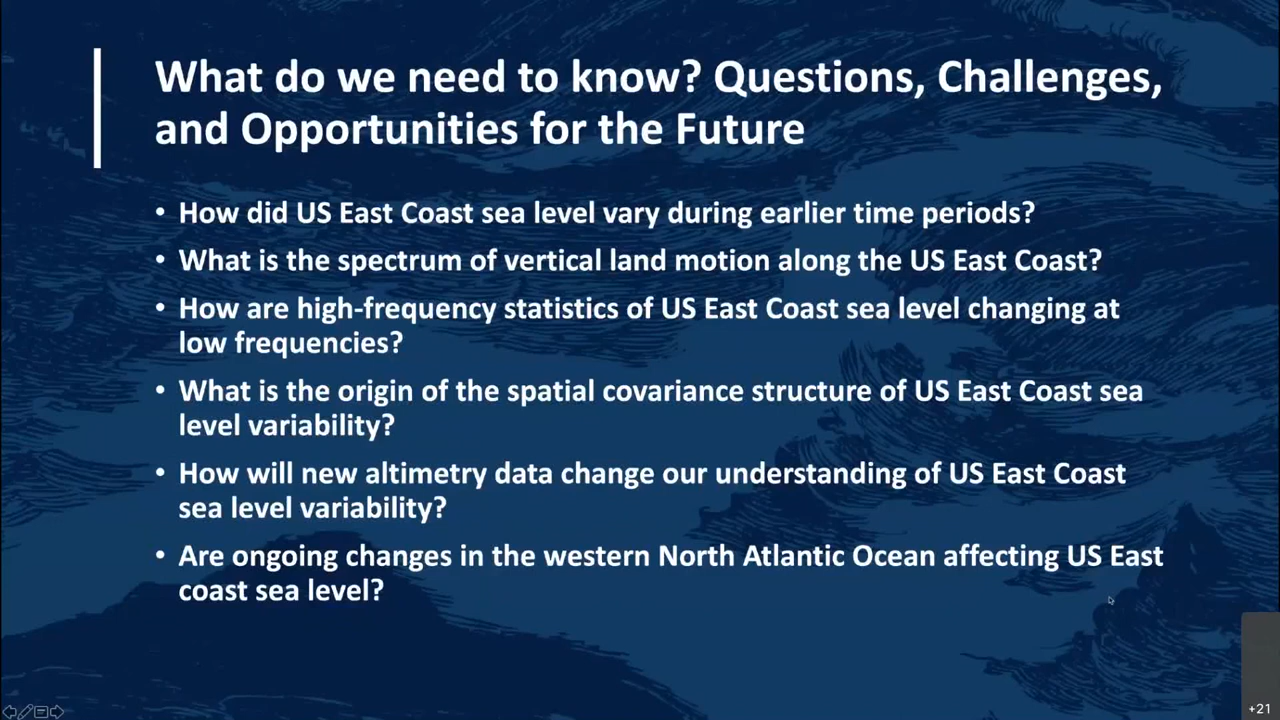 What do we need to know? Questions, Challenges,
and Opportunities for the Future
• How did US East Coast sea level vary during earlier time periods?
• What is the spectrum of vertical land motion along the US East Coast?
• How are high-frequency statistics of US East Coast sea level changing at
low frequencies?
• What is the origin of the spatial covariance structure of US East Coast sea
level variability?
• How will new altimetry data change our understanding of US East Coast
sea level variability?
• Are ongoing changes in the western North Atlantic Ocean affecting US East
coast sea level?
+21